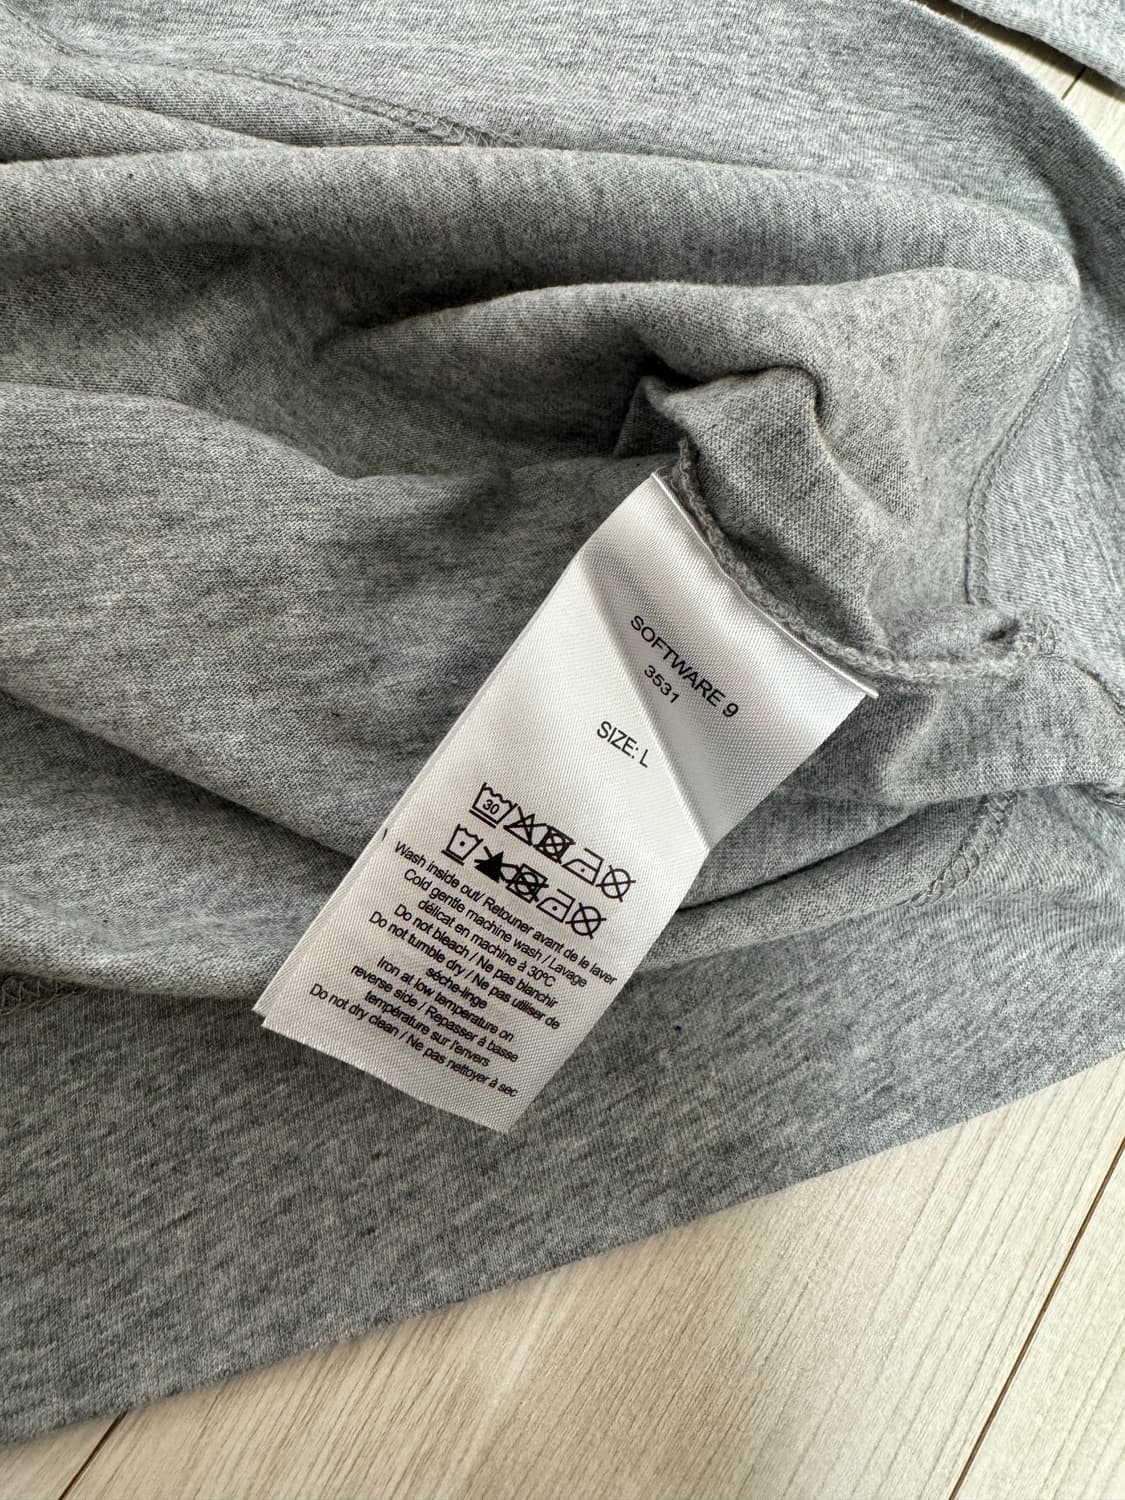 SOFTWARE 9
3531
SIZE: L
30
Wash inside out/ Retouner avant de le laver
Cold gentle machine wash / Lavage
délicat en machine à 30ºC
Do not bleach / Ne pas blanchir
Do not tumble dry / Ne pas utiliser de
séche-linge
Iron at low temperature on
reverse side / Repasser à basse
température sur l'envers
Do not dry clean / Ne pas nettoyer à sec